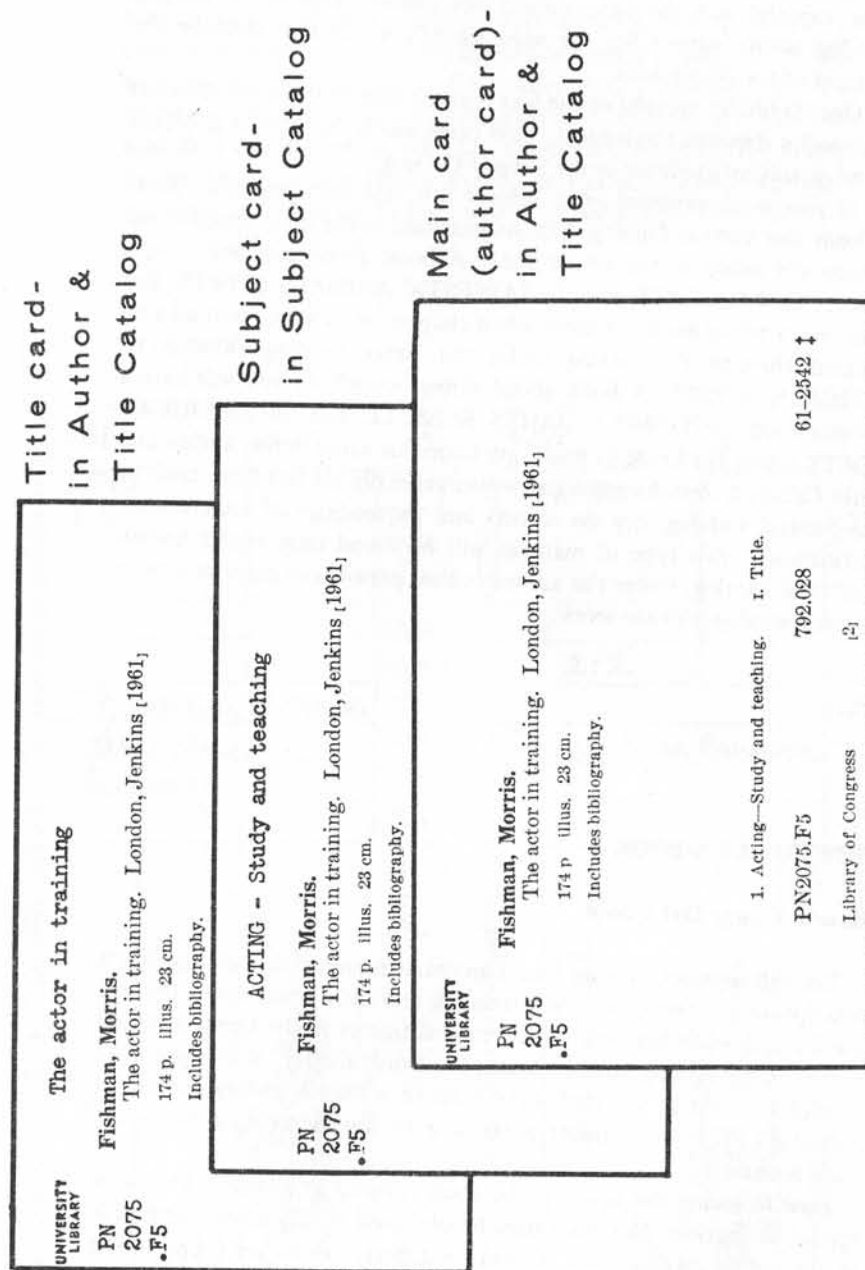 Title card-
in Author &
Title Catalog
The actor in training
UNIVERSITY
LIBRARY
PN
2075
.F5
Fishman, Morris.
The actor in training. London, Jenkins [1961]
174 p. illus. 23 cm.
Includes bibliography.
Subject card-
in Subject Catalog
ACTING - Study and teaching
PN
2075
.F5
Fishman, Morris.
The actor in training. London, Jenkins [1961]
174 p. illus. 23 cm.
Includes bibliography.
Main card
(author card)-
in Author &
Title Catalog
UNIVERSITY
LIBRARY
PN
2075
.F5
Fishman, Morris.
The actor in training. London, Jenkins [1961]
174 p illus. 23 cm.
Includes bibliography.
1. Acting—Study and teaching. I. Title.
PN2075.F5 792.028 61-2542 ‡
Library of Congress [2]